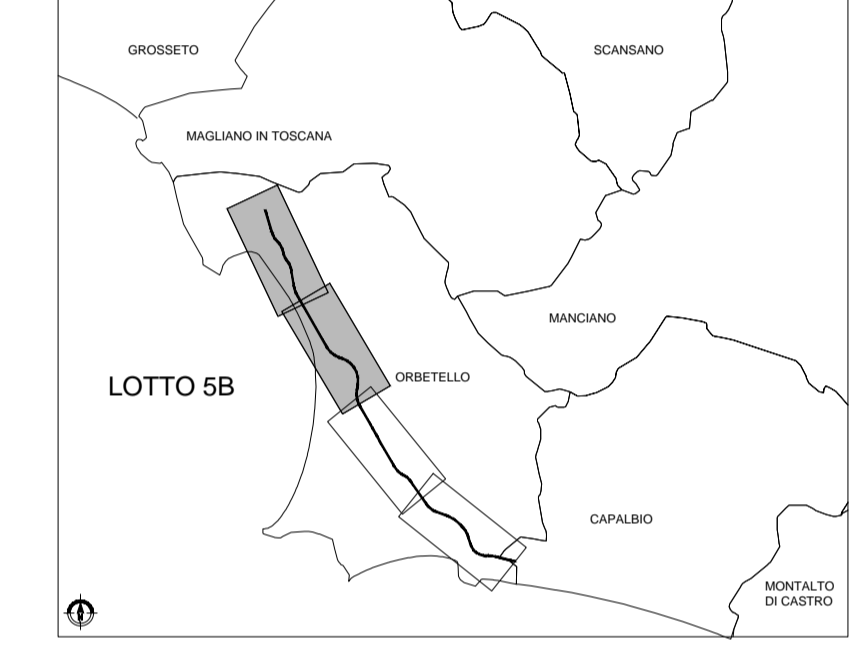 GROSSETO
SCANSANO
MAGLIANO IN TOSCANA
MANCIANO
ORBETELLO
LOTTO 5B
CAPALBIO
MONTALTO
DI CASTRO
N